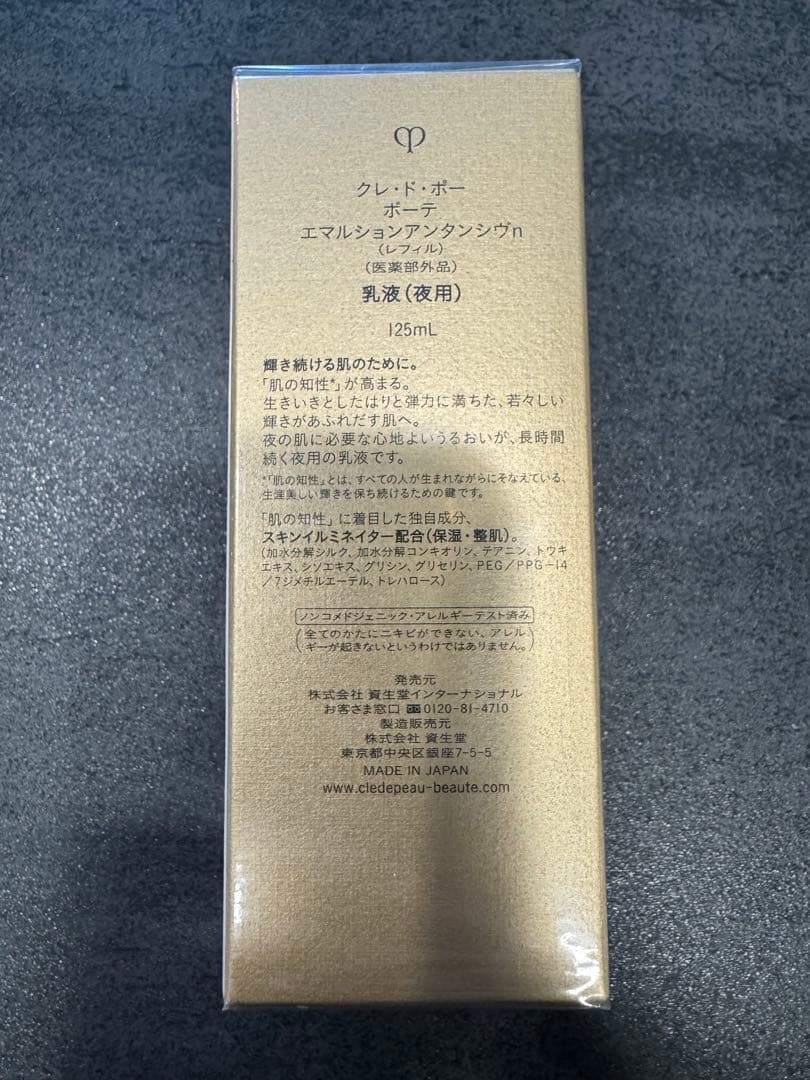 クレ・ド・ポー
ボーテ
エマルションアンタンシヴn
(レフィル)
(医薬部外品)
乳液(夜用)
125mL
輝き続ける肌のために。
「肌の知性*」が高まる。
生きいきとしたはりと弾力に満ちた、若々しい
輝きがあふれだす肌へ。
夜の肌に必要な心地よいうるおいが、長時間
続く夜用の乳液です。
*「肌の知性」とは、すべての人が生まれながらにそなえている、
生涯美しい輝きを保ち続けるための鍵です。
「肌の知性」に着目した独自成分、
スキンイルミネイター配合(保湿・整肌)。
(加水分解シルク、加水分解コンキオリン、テアニン、トウキ
エキス、シソエキス、グリシン、グリセリン、PEG/PPG-14
/7ジメチルエーテル、トレハロース)
ノンコメドジェニック・アレルギーテスト済み
(全てのかたにニキビができない、アレル
ギーが起きないというわけではありません。)
発売元
株式会社 資生堂インターナショナル
お客さま窓口 0120-81-4710
製造販売元
株式会社 資生堂
東京都中央区銀座7-5-5
MADE IN JAPAN
www.cledepeau-beaute.com